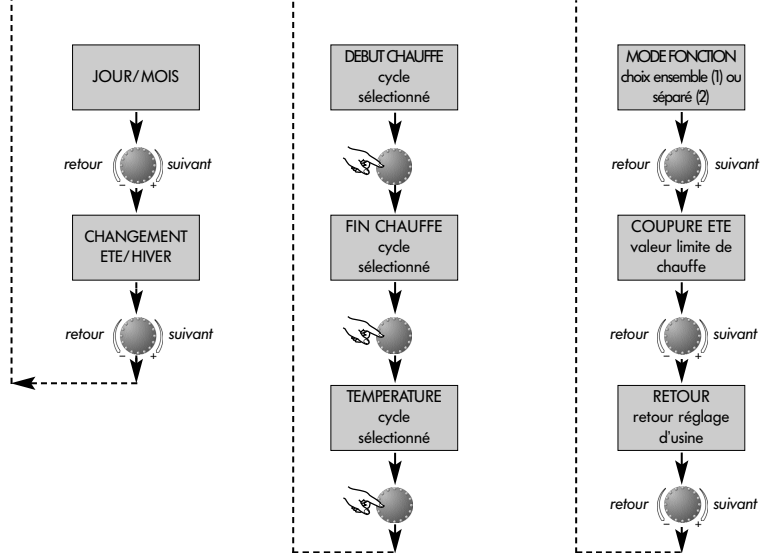 JOUR/MOIS
retour suivant
- +
CHANGEMENT
ETE/HIVER
retour suivant
- +
DEBUT CHAUFFE
cycle
sélectionné
FIN CHAUFFE
cycle
sélectionné
TEMPERATURE
cycle
sélectionné
MODE FONCTION
choix ensemble (1) ou
séparé (2)
retour suivant
- +
COUPURE ETE
valeur limite de
chauffe
retour suivant
- +
RETOUR
retour réglage
d'usine
retour suivant
- +